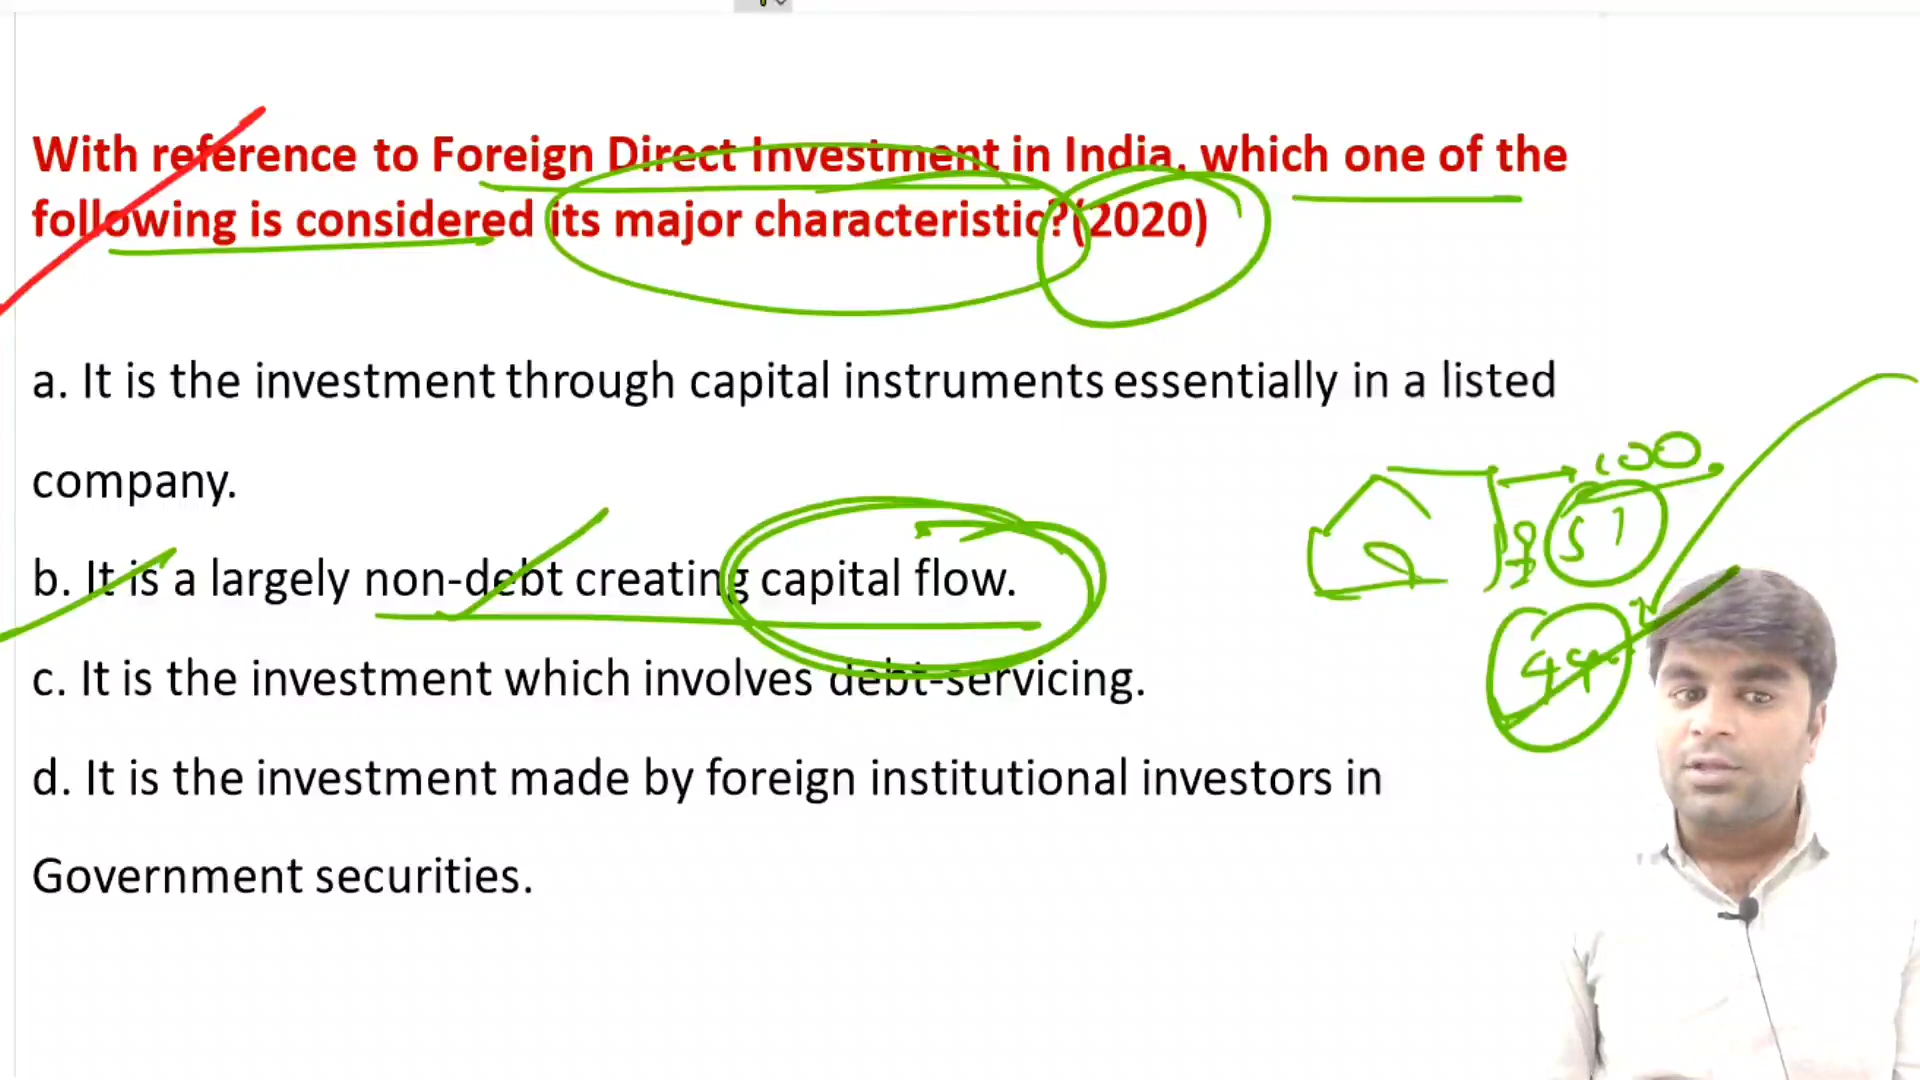 With reference to Foreign Direct Investment in India, which one of the
following is considered its major characteristic?(2020)
a. It is the investment through capital instruments essentially in a listed
company.
100
51
b. It is a largely non-debt creating capital flow.
c. It is the investment which involves debt-servicing.
d. It is the investment made by foreign institutional investors in
Government securities.